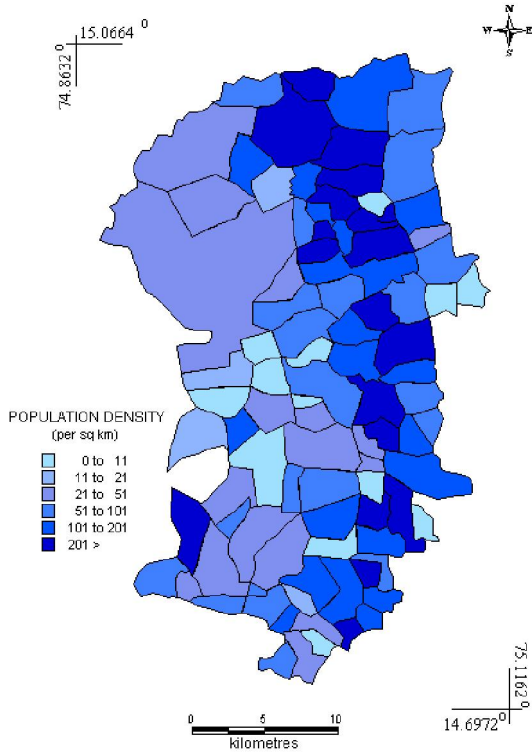 15.0664 0
74.8632 0
N
W E
S
POPULATION DENSITY
(per sq km)
0 to 11
11 to 21
21 to 51
51 to 101
101 to 201
201 >
75.1162 0
14.6972 0
0 5 10
kilometres